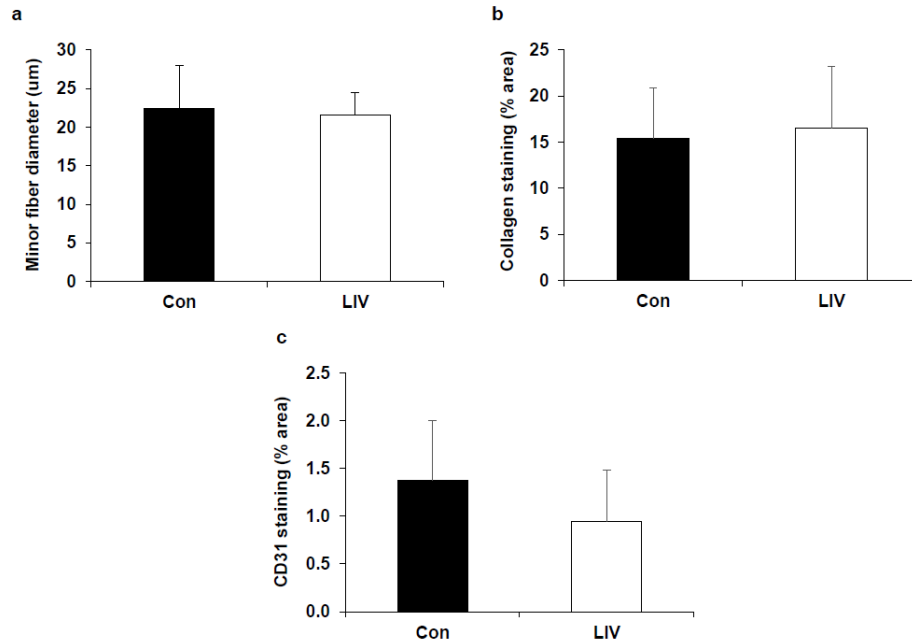 a
Minor fiber diameter (um)
30
25
20
15
10
5
0
Con
LIV
b
Collagen staining (% area)
25
20
15
10
5
0
Con
LIV
c
CD31 staining (% area)
2.5
2.0
1.5
1.0
0.5
0.0
Con
LIV